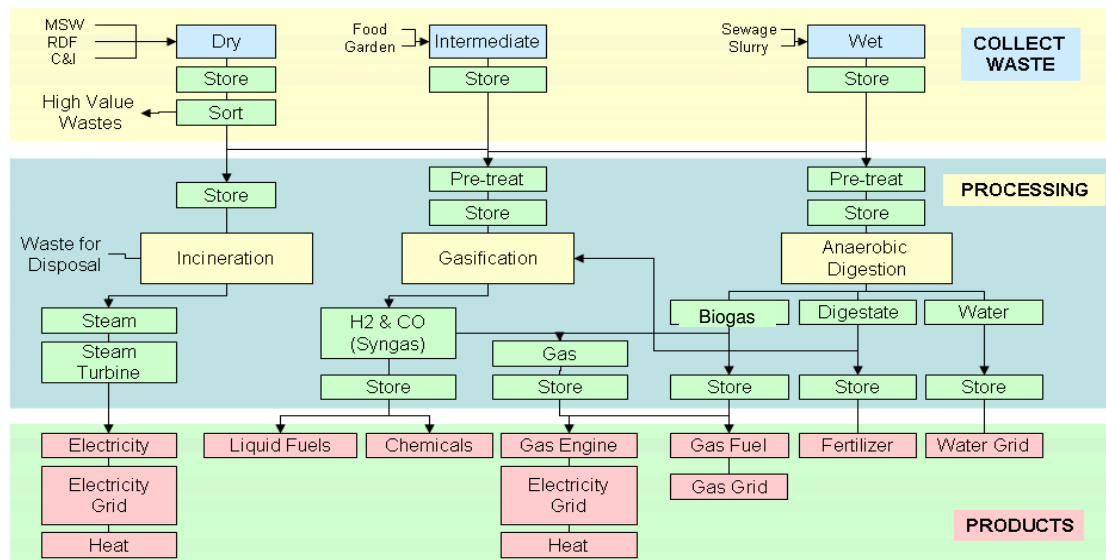 MSW
RDF
C&I
Dry
Food
Garden
Intermediate
Sewage
Slurry
Wet
COLLECT
WASTE
Store
Store
Store
High Value
Wastes
Sort
Pre-treat
Pre-treat
PROCESSING
Store
Store
Store
Waste for
Disposal
Incineration
Gasification
Anaerobic
Digestion
Steam
H2 & CO
(Syngas)
Biogas
Digestate
Water
Steam
Turbine
Gas
Store
Store
Store
Store
Store
Electricity
Liquid Fuels
Chemicals
Gas Engine
Gas Fuel
Fertilizer
Water Grid
Electricity
Grid
Electricity
Grid
Gas Grid
PRODUCTS
Heat
Heat